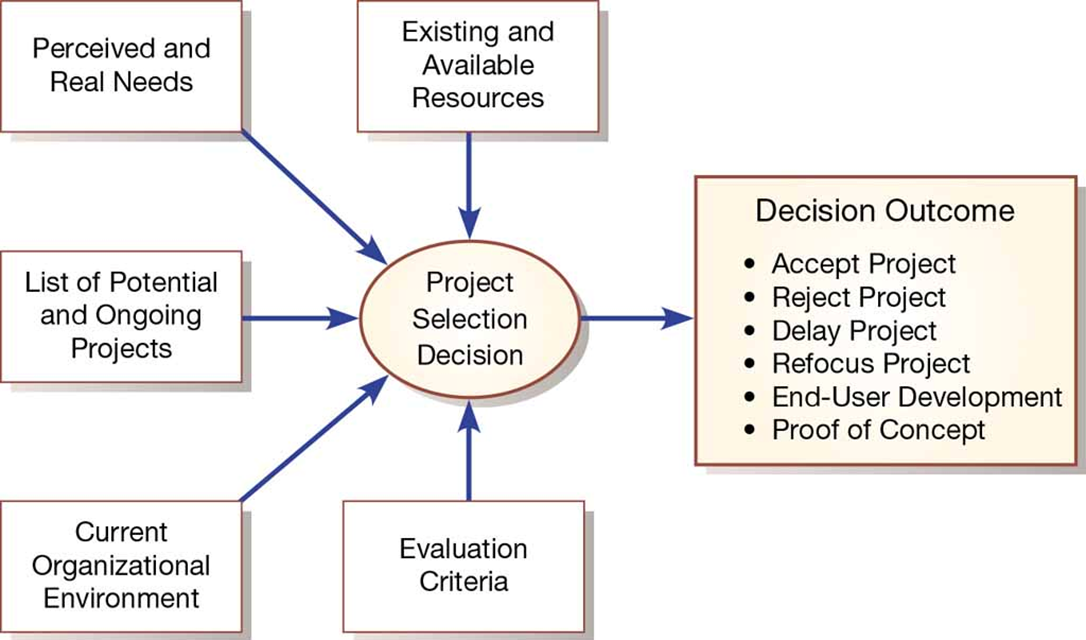 Perceived and
Real Needs
Existing and
Available
Resources
List of Potential
and Ongoing
Projects
Project
Selection
Decision
Decision Outcome
• Accept Project
• Reject Project
• Delay Project
• Refocus Project
• End-User Development
• Proof of Concept
Current
Organizational
Environment
Evaluation
Criteria